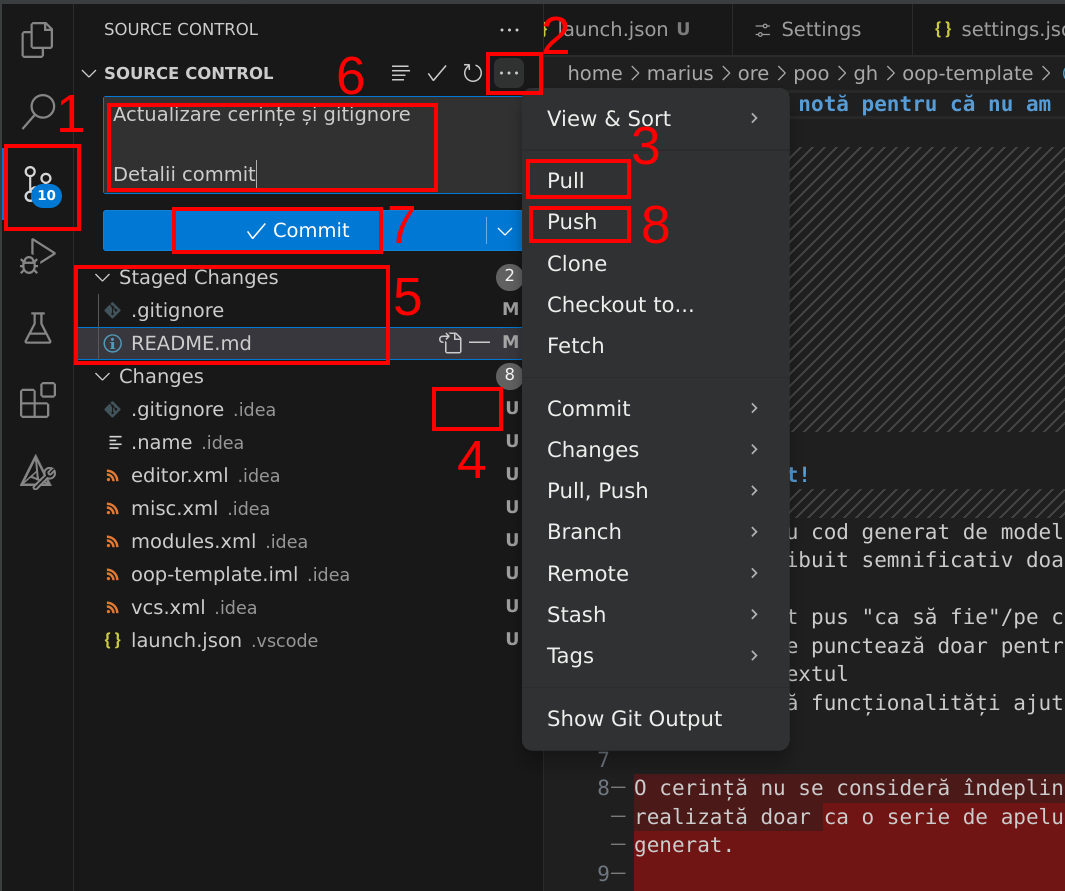 SOURCE CONTROL
launch.json U
Settings
settings.jso
SOURCE CONTROL
home > marius > ore > poo > gh > oop-template >
1
2
3
4
5
6
7
8
10
Actualizare cerințe și gitignore
Detalii commit
Commit
Staged Changes 2
.gitignore M
README.md M
Changes 8
.gitignore .idea U
.name .idea U
editor.xml .idea U
misc.xml .idea U
modules.xml .idea U
oop-template.iml .idea U
vcs.xml .idea U
launch.json .vscode U
View & Sort
Pull
Push
Clone
Checkout to...
Fetch
Commit
Changes
Pull, Push
Branch
Remote
Stash
Tags
Show Git Output
notă pentru că nu am
t!
u cod generat de model
ibuit semnificativ doa
t pus "ca să fie"/pe c
e punctează doar pentr
extul
ă funcționalități ajut
7
8— O cerință nu se consideră îndeplin
— realizată doar ca o serie de apelu
— generat.
9—